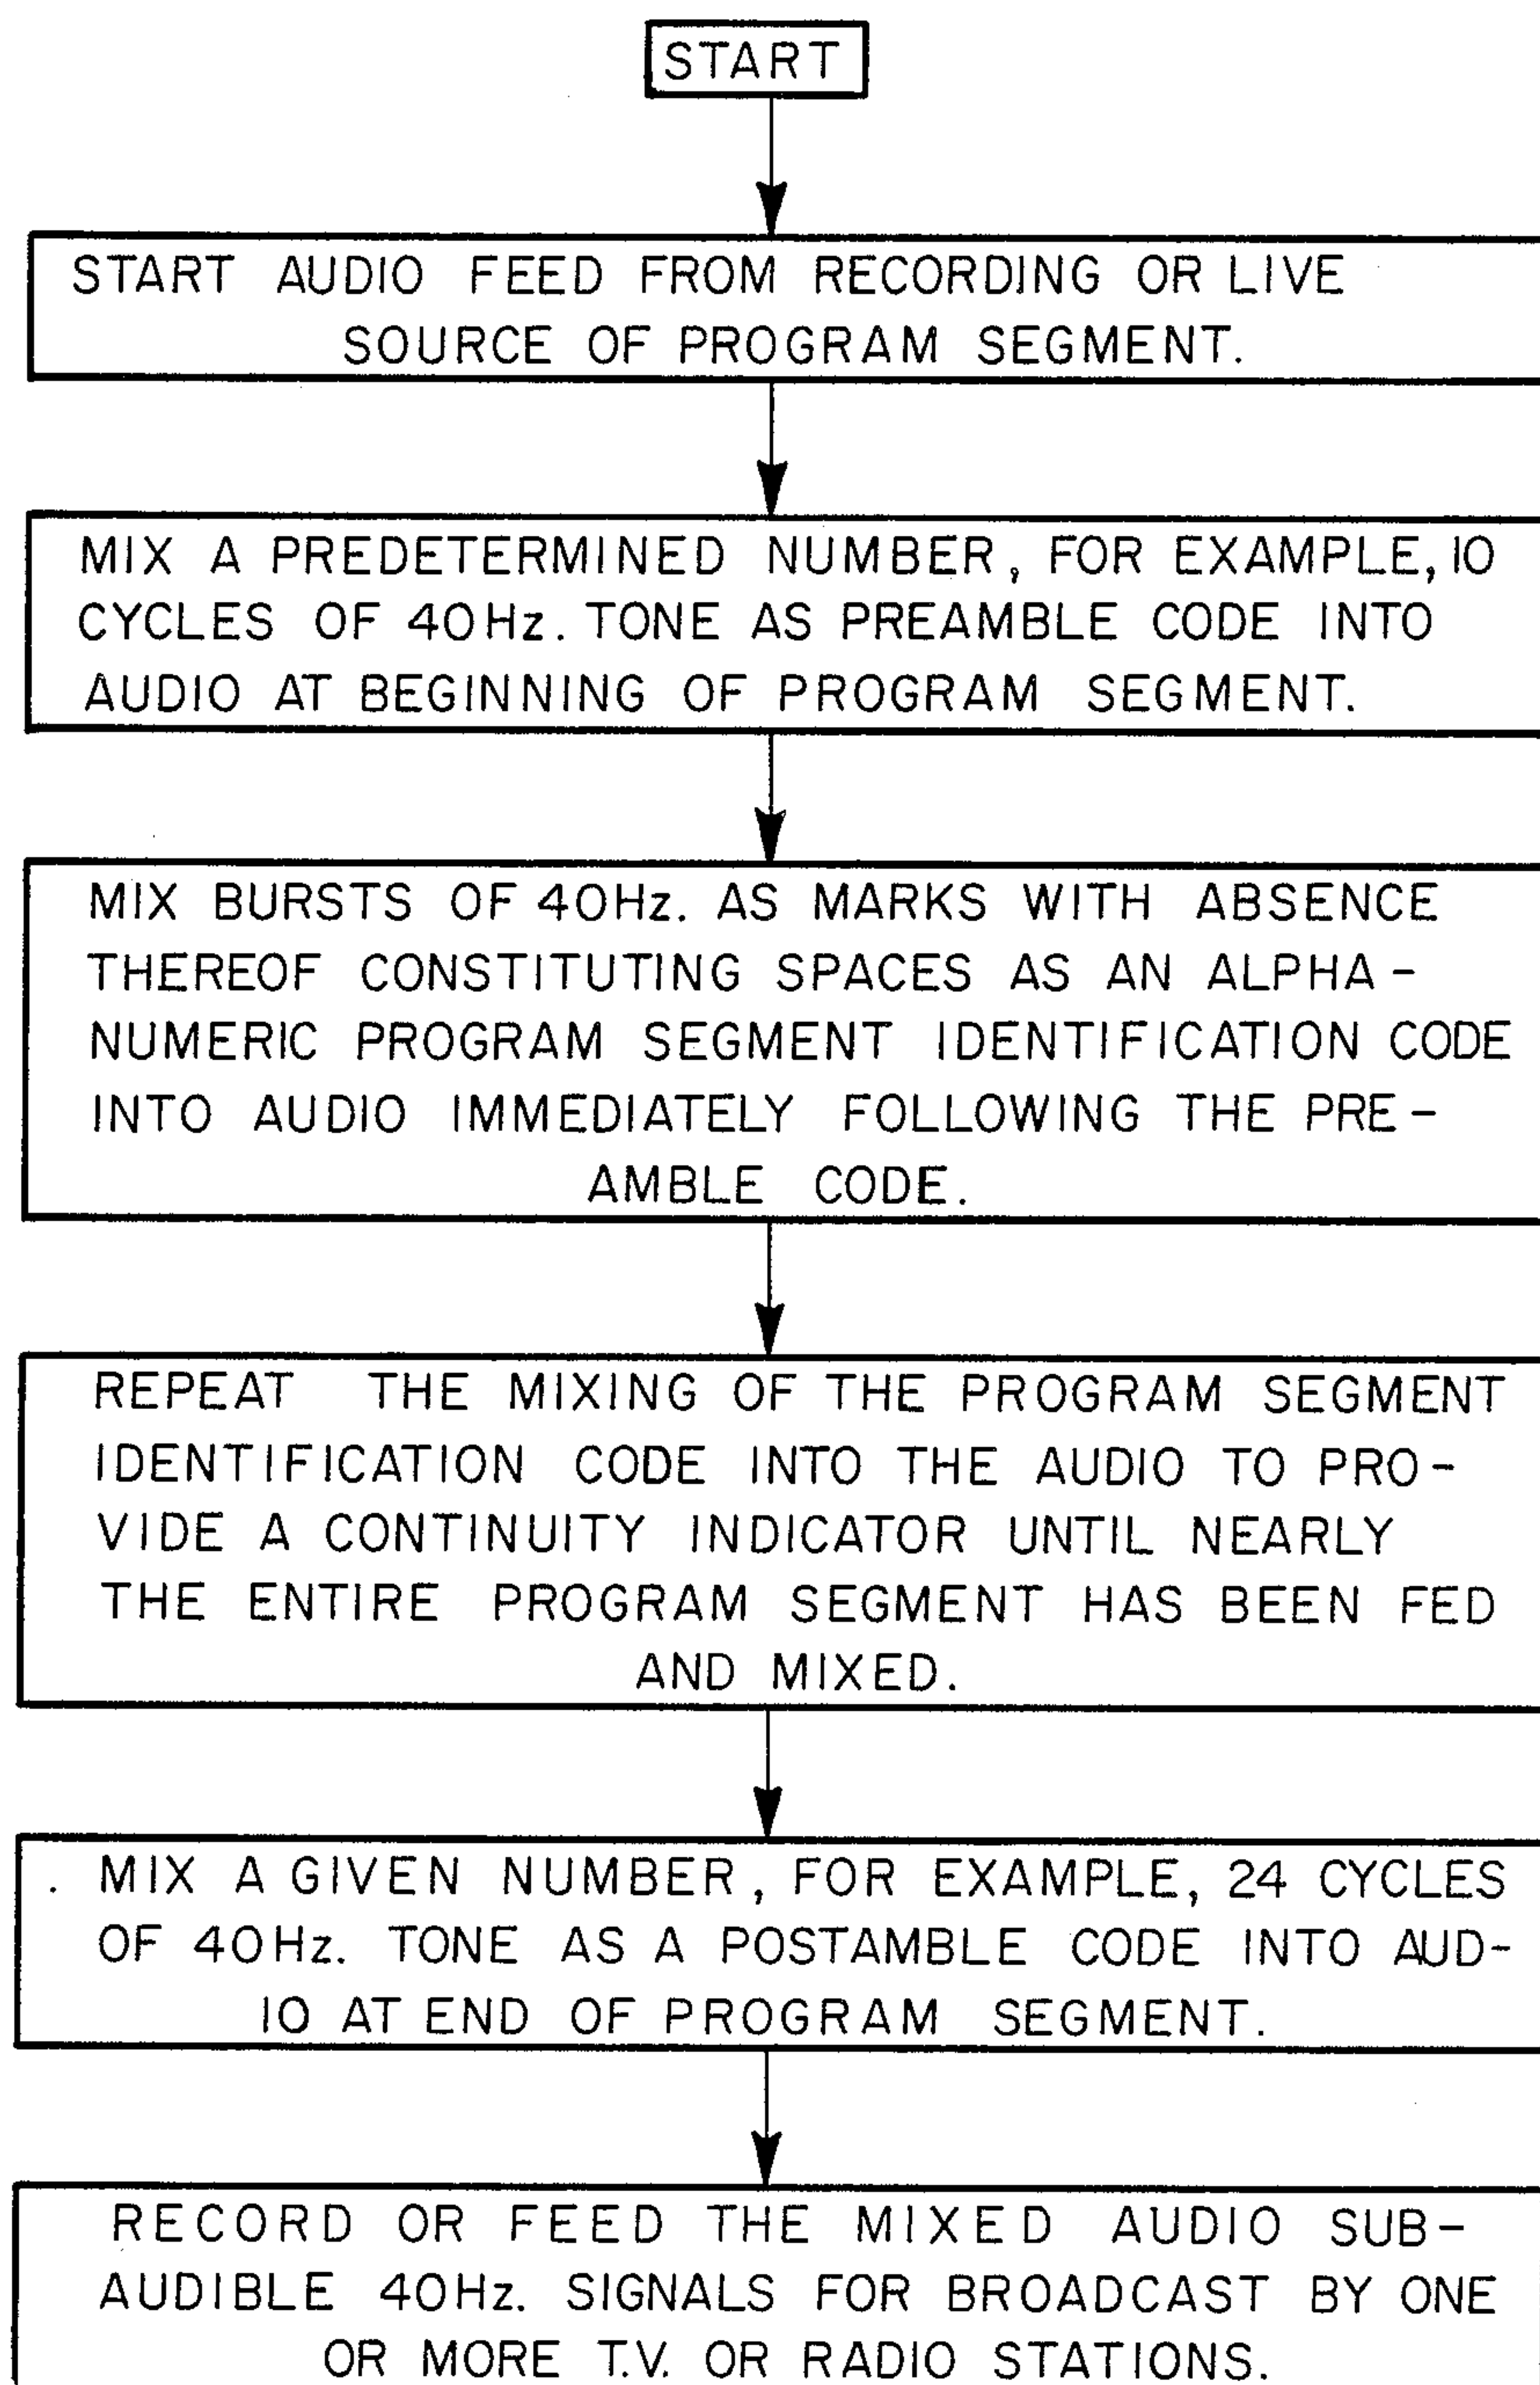 START
START AUDIO FEED FROM RECORDING OR LIVE
SOURCE OF PROGRAM SEGMENT.
MIX A PREDETERMINED NUMBER, FOR EXAMPLE, 10
CYCLES OF 40Hz. TONE AS PREAMBLE CODE INTO
AUDIO AT BEGINNING OF PROGRAM SEGMENT.
MIX BURSTS OF 40Hz. AS MARKS WITH ABSENCE
THEREOF CONSTITUTING SPACES AS AN ALPHA-
NUMERIC PROGRAM SEGMENT IDENTIFICATION CODE
INTO AUDIO IMMEDIATELY FOLLOWING THE PRE-
AMBLE CODE.
REPEAT THE MIXING OF THE PROGRAM SEGMENT
IDENTIFICATION CODE INTO THE AUDIO TO PRO-
VIDE A CONTINUITY INDICATOR UNTIL NEARLY
THE ENTIRE PROGRAM SEGMENT HAS BEEN FED
AND MIXED.
MIX A GIVEN NUMBER, FOR EXAMPLE, 24 CYCLES
OF 40Hz. TONE AS A POSTAMBLE CODE INTO AUD-
IO AT END OF PROGRAM SEGMENT.
RECORD OR FEED THE MIXED AUDIO SUB-
AUDIBLE 40Hz. SIGNALS FOR BROADCAST BY ONE
OR MORE T.V. OR RADIO STATIONS.